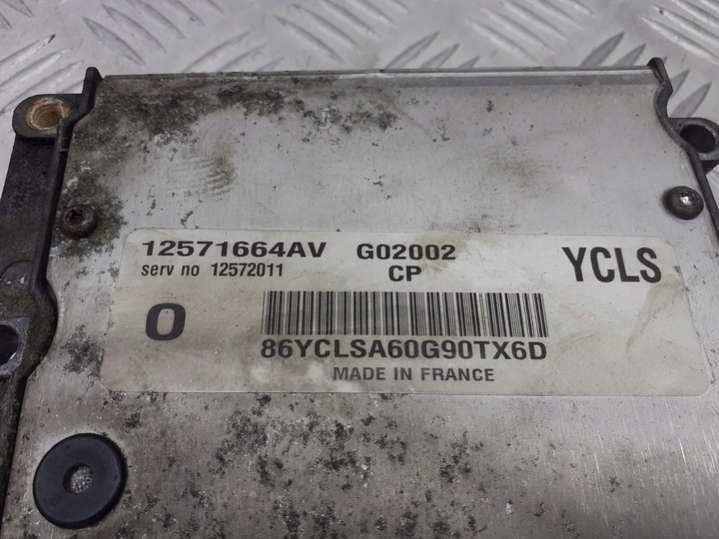 12571664AV G02002 YCLS
serv no 12572011 CP
0
86YCLSA60G90TX6D
MADE IN FRANCE